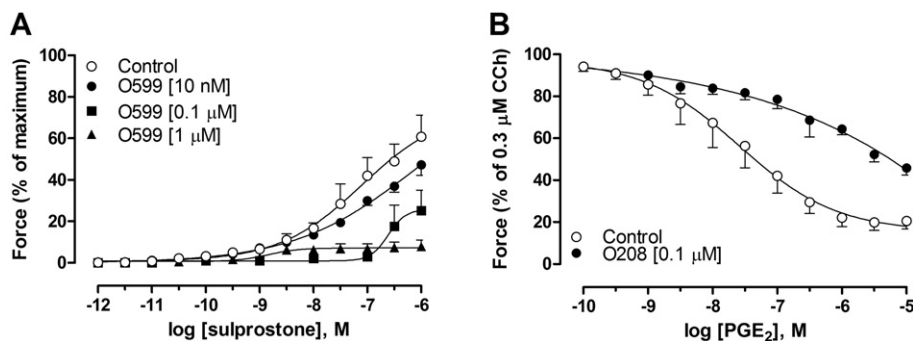 A
Force (% of maximum)
100
80
60
40
20
0
Control
O599 [10 nM]
O599 [0.1 µM]
O599 [1 µM]
-12 -11 -10 -9 -8 -7 -6
log [sulprostone], M
B
Force (% of 0.3 µM CCh)
100
80
60
40
20
0
Control
O208 [0.1 µM]
-10 -9 -8 -7 -6 -5
log [PGE₂], M